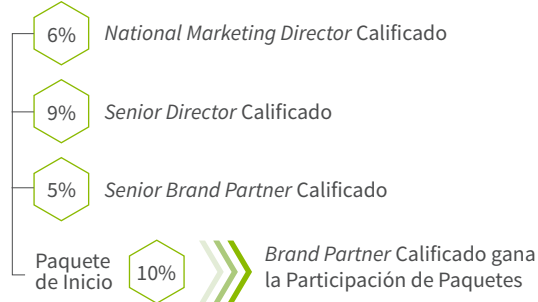 6% National Marketing Director Calificado
9% Senior Director Calificado
5% Senior Brand Partner Calificado
Paquete
de Inicio
10%
Brand Partner Calificado gana
la Participación de Paquetes